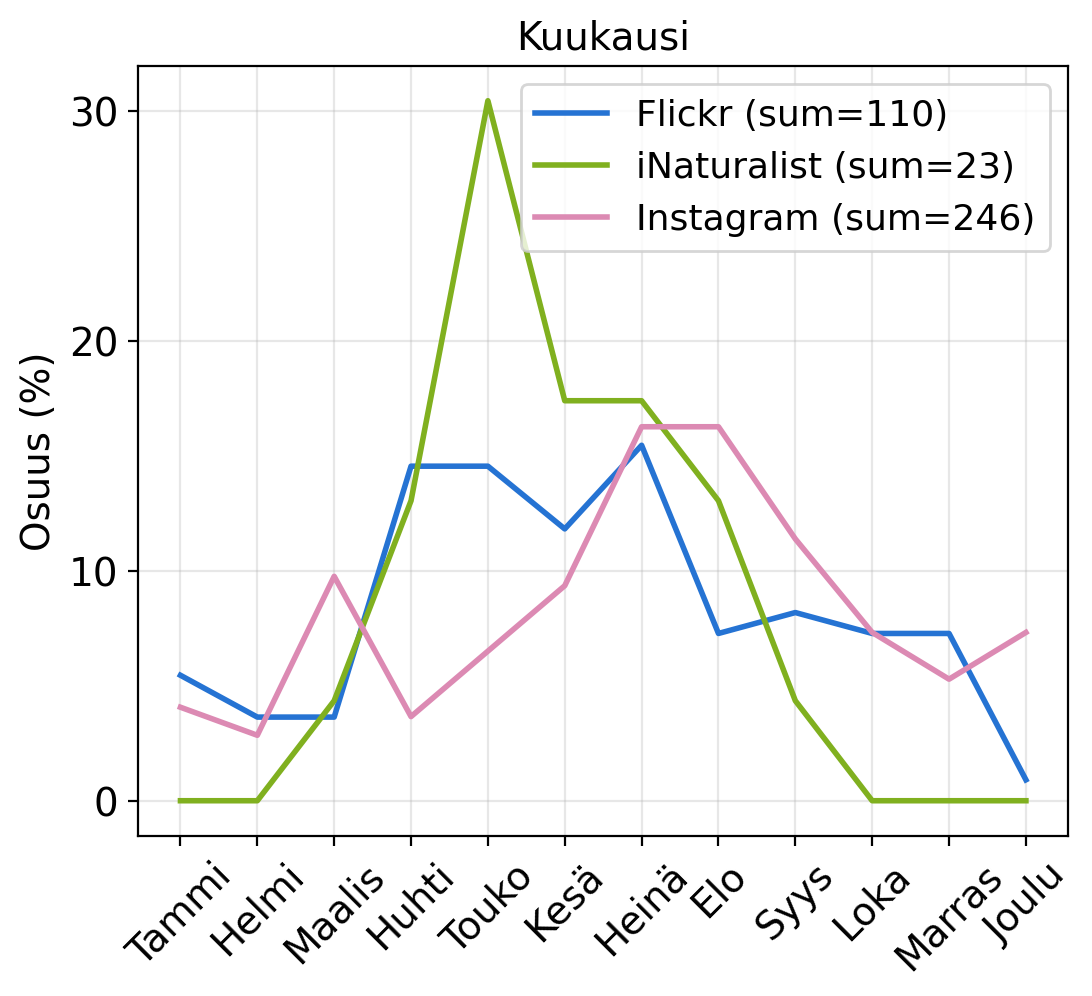 Kuukausi
Flickr (sum=110)
iNaturalist (sum=23)
Instagram (sum=246)
Osuus (%)
30
20
10
0
Tammi
Helmi
Maalis
Huhti
Touko
Kesä
Heinä
Elo
Syys
Loka
Marras
Joulu